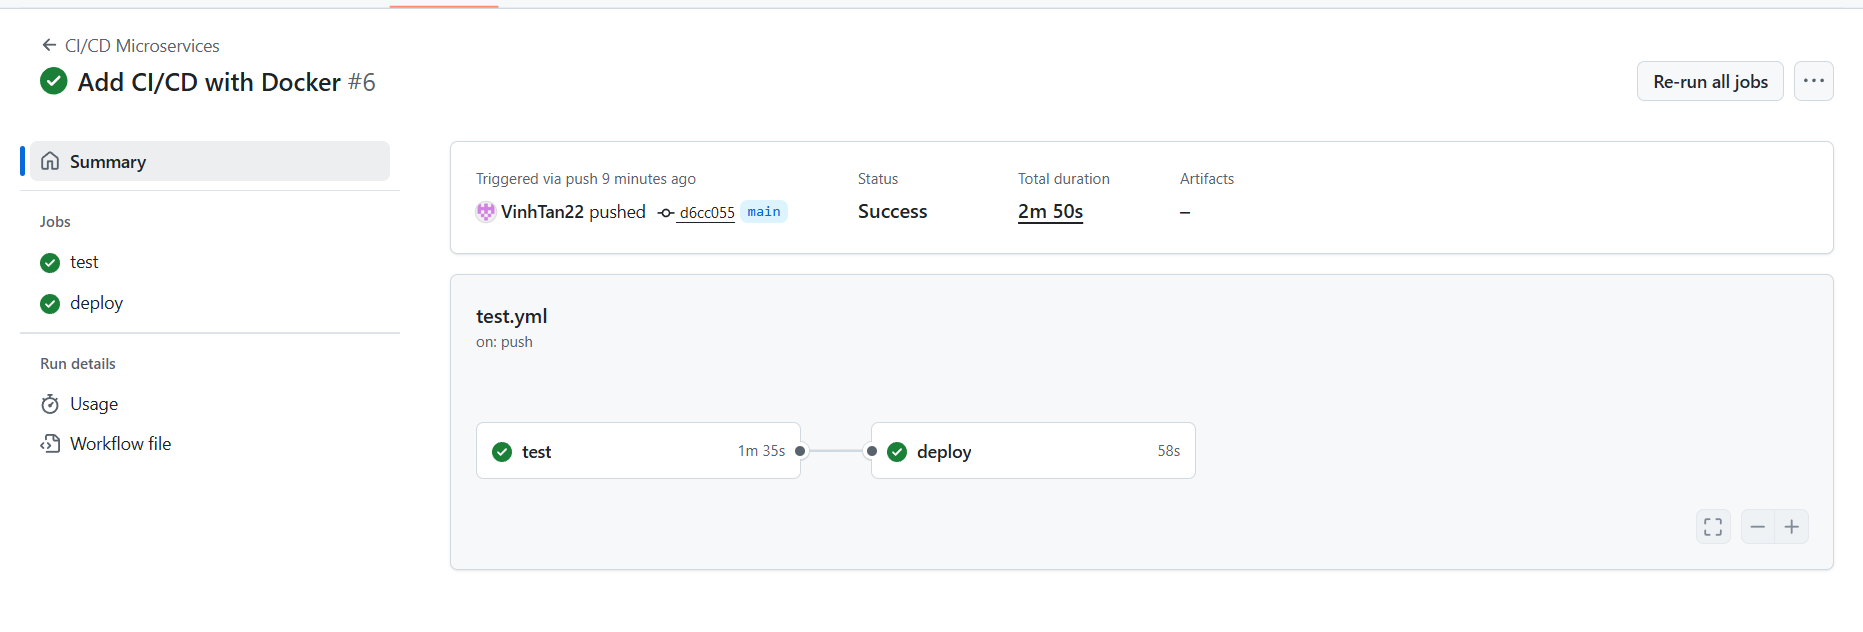 CI/CD Microservices
Add CI/CD with Docker #6
Re-run all jobs
Summary
Jobs
test
deploy
Run details
Usage
Workflow file
Triggered via push 9 minutes ago
VinhTan22 pushed d6cc055 main
Status
Success
Total duration
2m 50s
Artifacts
–
test.yml
on: push
test 1m 35s
deploy 58s